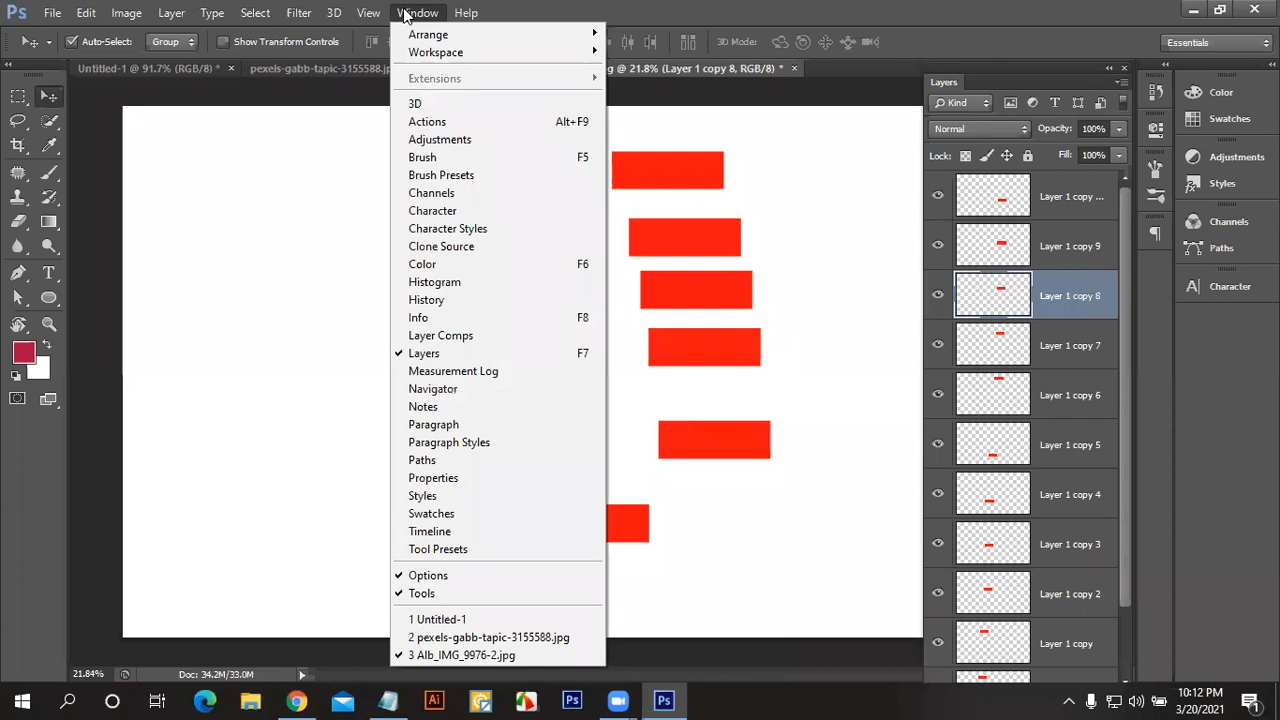 Ps File Edit Image Layer Type Select Filter 3D View Window Help
Auto-Select: Group Show Transform Controls 3D Mode: Essentials
Untitled-1 @ 91.7% (RGB/8) * × pexels-gabb-tapic-3155588.jp g @ 21.8% (Layer 1 copy 8, RGB/8*) * ×
Arrange
Workspace
Extensions
3D
Actions Alt+F9
Adjustments
Brush F5
Brush Presets
Channels
Character
Character Styles
Clone Source
Color F6
Histogram
History
Info F8
Layer Comps
Layers F7
Measurement Log
Navigator
Notes
Paragraph
Paragraph Styles
Paths
Properties
Styles
Swatches
Timeline
Tool Presets
Options
Tools
1 Untitled-1
2 pexels-gabb-tapic-3155588.jpg
3 Alb_IMG_9976-2.jpg
Layers
Kind
Normal Opacity: 100%
Lock: Fill: 100%
Layer 1 copy ...
Layer 1 copy 9
Layer 1 copy 8
Layer 1 copy 7
Layer 1 copy 6
Layer 1 copy 5
Layer 1 copy 4
Layer 1 copy 3
Layer 1 copy 2
Layer 1 copy
Color
Swatches
Adjustments
Styles
Channels
Paths
Character
21.84% Doc: 34.2M/33.0M
Ai Ps Ps
10:12 PM
3/20/2021
1